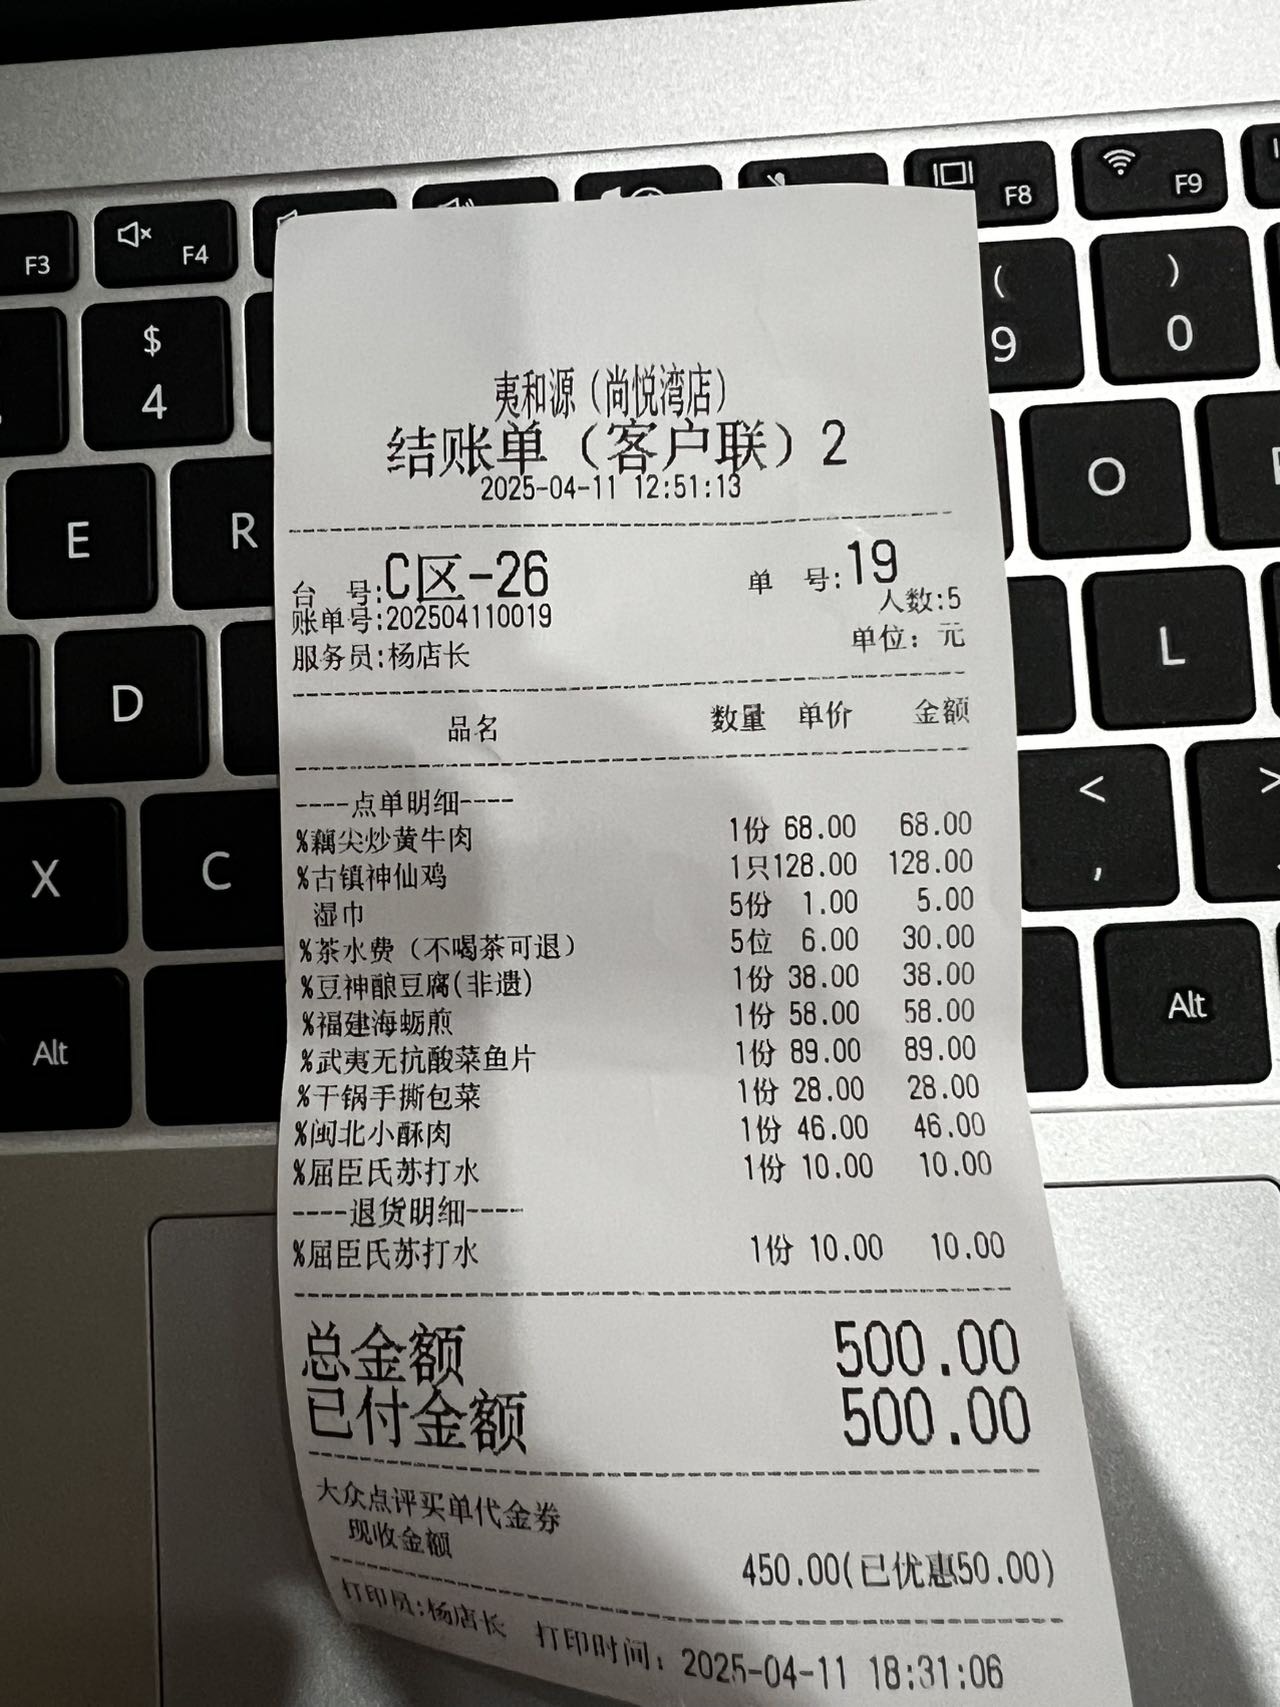 F3
F4
F8
F9
$
4
(
9
)
0
E
R
O
D
L
X
C
<
,
>
Alt
Alt
夷和源（尚悦湾店）
结账单（客户联）2
2025-04-11 12:51:13
台 号:C区-26 单 号:19
账单号:202504110019 人数:5
服务员:杨店长 单位：元
品名 数量 单价 金额
----点单明细----
%藕尖炒黄牛肉 1份 68.00 68.00
%古镇神仙鸡 1只128.00 128.00
湿巾 5份 1.00 5.00
%茶水费（不喝茶可退） 5位 6.00 30.00
%豆神酿豆腐(非遗) 1份 38.00 38.00
%福建海蛎煎 1份 58.00 58.00
%武夷无抗酸菜鱼片 1份 89.00 89.00
%干锅手撕包菜 1份 28.00 28.00
%闽北小酥肉 1份 46.00 46.00
%屈臣氏苏打水 1份 10.00 10.00
----退货明细----
%屈臣氏苏打水 1份 10.00 10.00
总金额 500.00
已付金额 500.00
大众点评买单代金券
现收金额 450.00(已优惠50.00)
打印员:杨店长 打印时间：2025-04-11 18:31:06